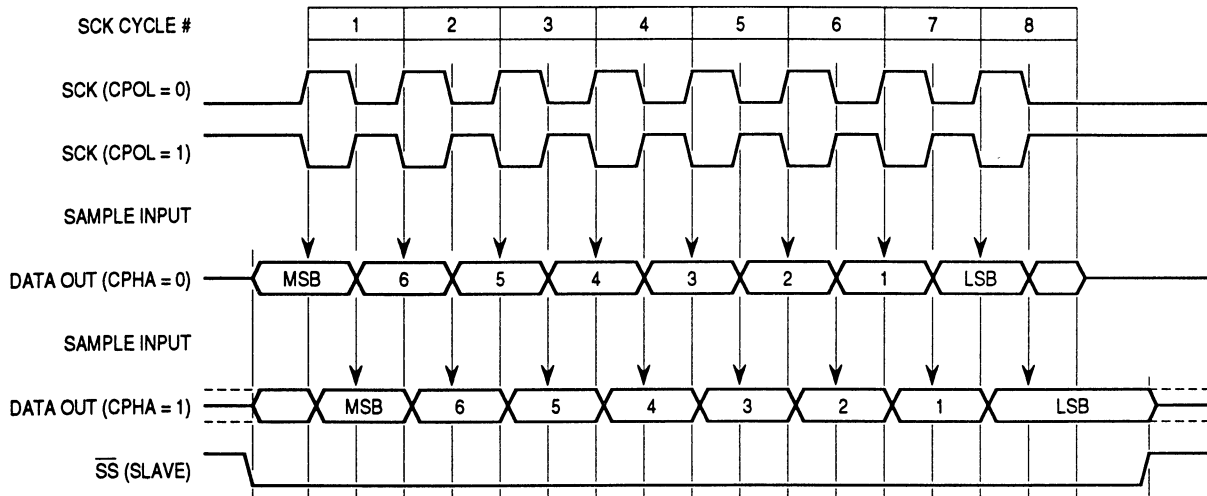 SCK CYCLE # 1 2 3 4 5 6 7 8
SCK (CPOL = 0)
SCK (CPOL = 1)
SAMPLE INPUT
DATA OUT (CPHA = 0) MSB 6 5 4 3 2 1 LSB
SAMPLE INPUT
DATA OUT (CPHA = 1) MSB 6 5 4 3 2 1 LSB
S̅S̅ (SLAVE)